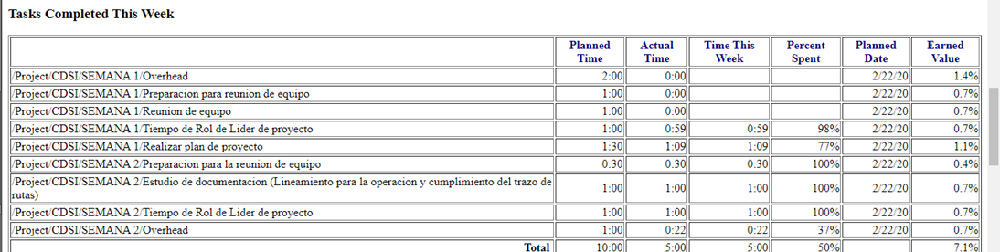 Tasks Completed This Week
Planned Time Actual Time Time This Week Percent Spent Planned Date Earned Value
/Project/CDSI/SEMANA 1/Overhead 2:00 0:00 2/22/20 1.4%
/Project/CDSI/SEMANA 1/Preparacion para reunion de equipo 1:00 0:00 2/22/20 0.7%
/Project/CDSI/SEMANA 1/Reunion de equipo 1:00 0:00 2/22/20 0.7%
/Project/CDSI/SEMANA 1/Tiempo de Rol de Lider de proyecto 1:00 0:59 0:59 98% 2/22/20 0.7%
/Project/CDSI/SEMANA 1/Realizar plan de proyecto 1:30 1:09 1:09 77% 2/22/20 1.1%
/Project/CDSI/SEMANA 2/Preparacion para la reunion de equipo 0:30 0:30 0:30 100% 2/22/20 0.4%
/Project/CDSI/SEMANA 2/Estudio de documentacion (Lineamiento para la operacion y cumplimiento del trazo de
rutas) 1:00 1:00 1:00 100% 2/22/20 0.7%
/Project/CDSI/SEMANA 2/Tiempo de Rol de Lider de proyecto 1:00 1:00 1:00 100% 2/22/20 0.7%
/Project/CDSI/SEMANA 2/Overhead 1:00 0:22 0:22 37% 2/22/20 0.7%
Total 10:00 5:00 5:00 50% 7.1%